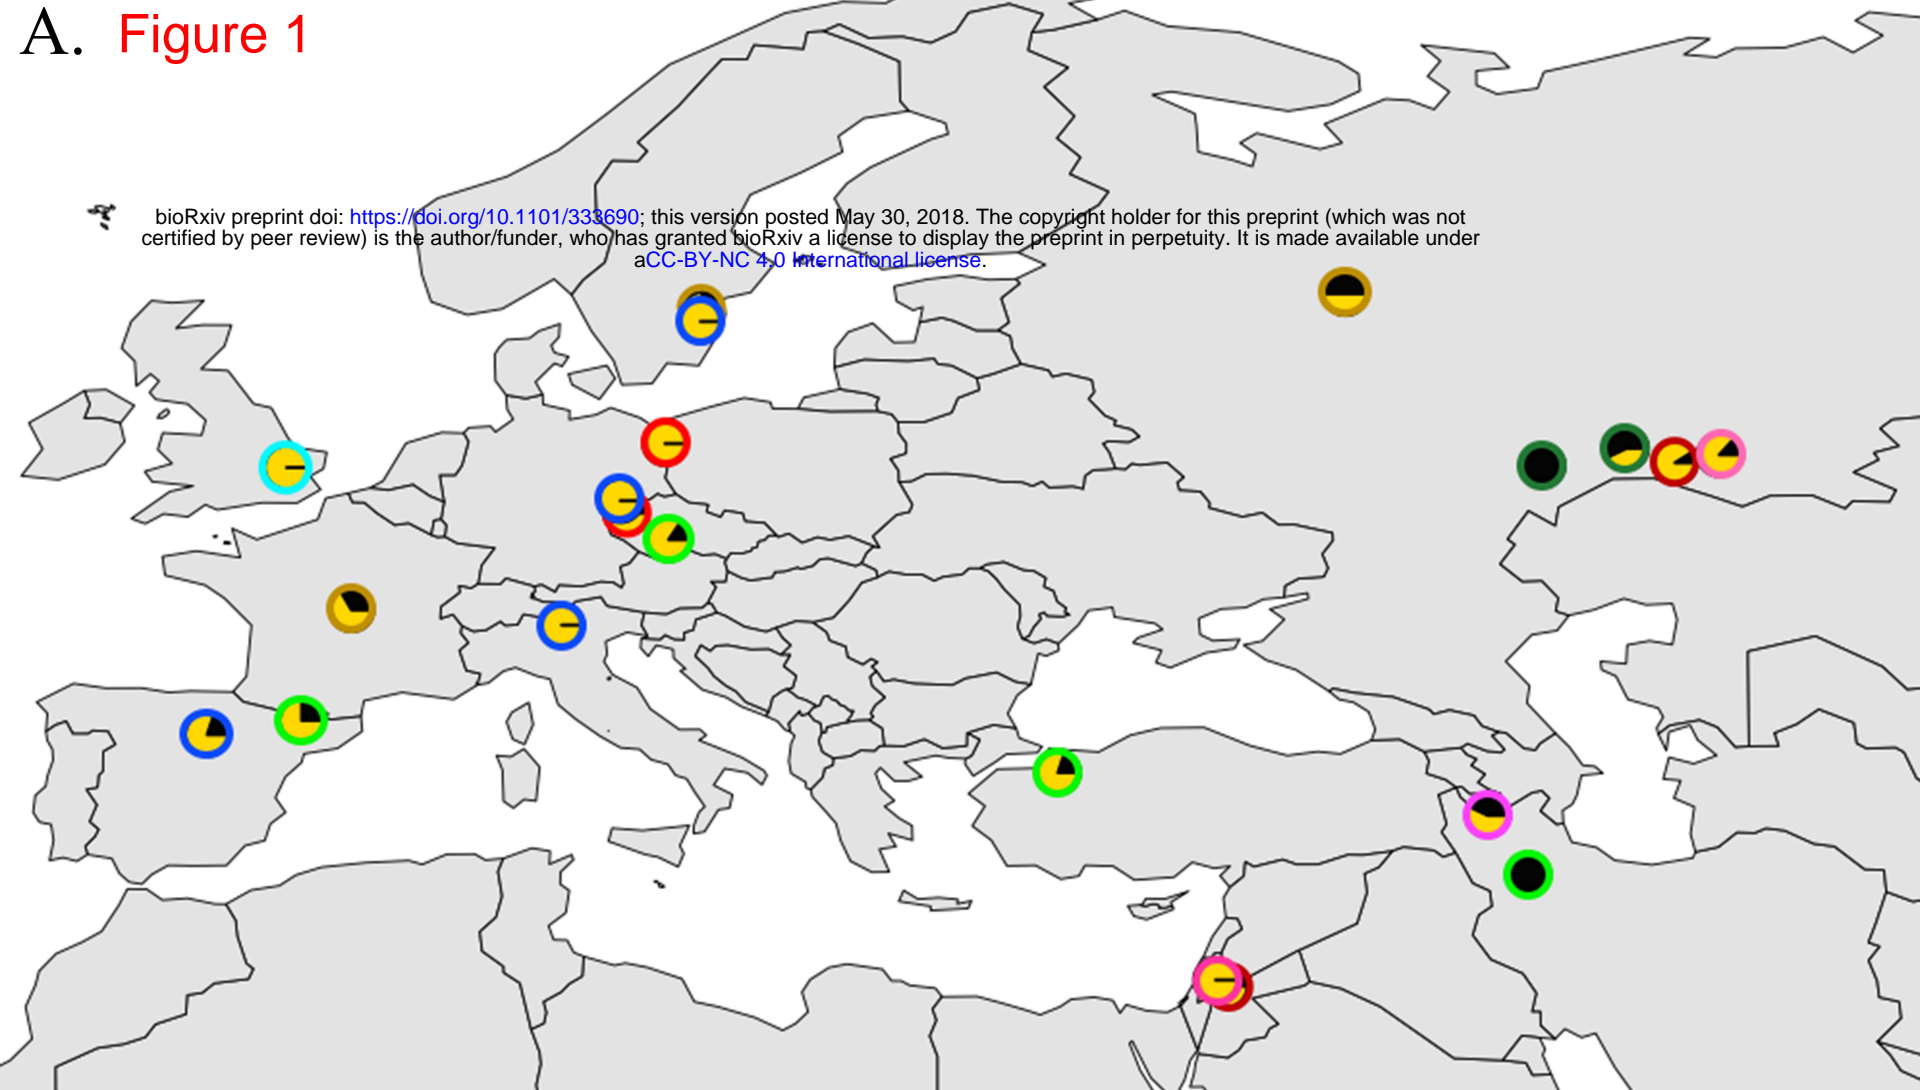 A. Figure 1
bioRxiv preprint doi: https://doi.org/10.1101/333690; this version posted May 30, 2018. The copyright holder for this preprint (which was not
certified by peer review) is the author/funder, who has granted bioRxiv a license to display the preprint in perpetuity. It is made available under
aCC-BY-NC 4.0 International license.